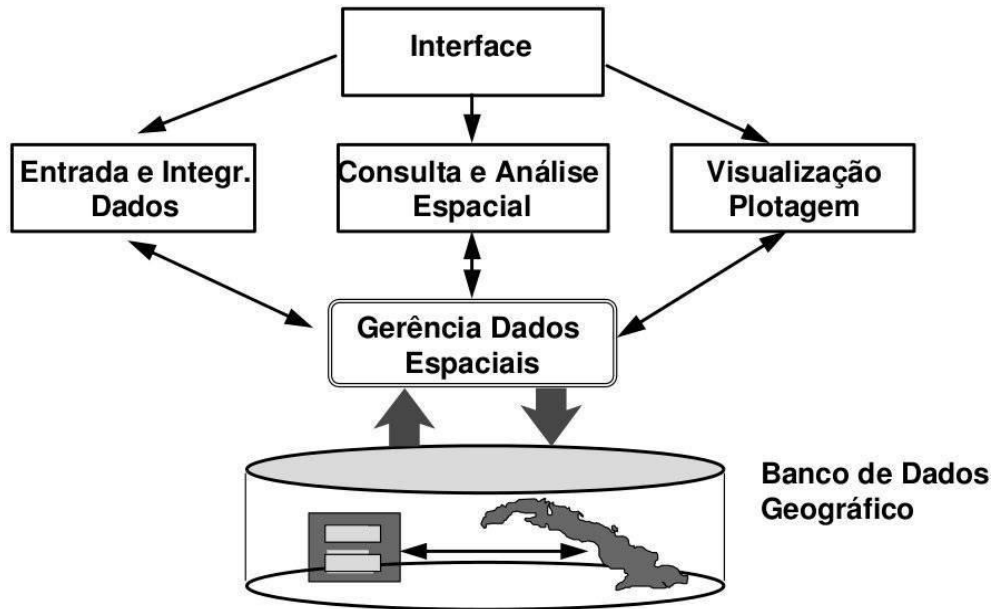 Interface
Entrada e Integr.
Dados
Consulta e Análise
Espacial
Visualização
Plotagem
Gerência Dados
Espaciais
Banco de Dados
Geográfico